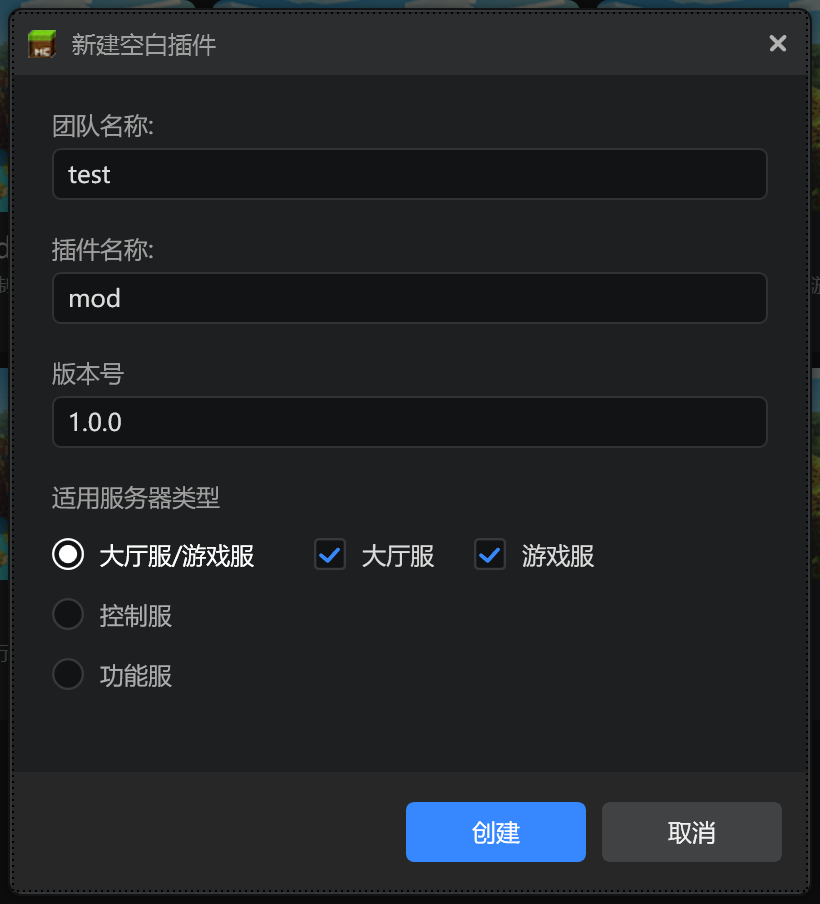 新建空白插件
团队名称:
test
插件名称:
mod
版本号
1.0.0
适用服务器类型
大厅服/游戏服 大厅服 游戏服
控制服
功能服
创建 取消